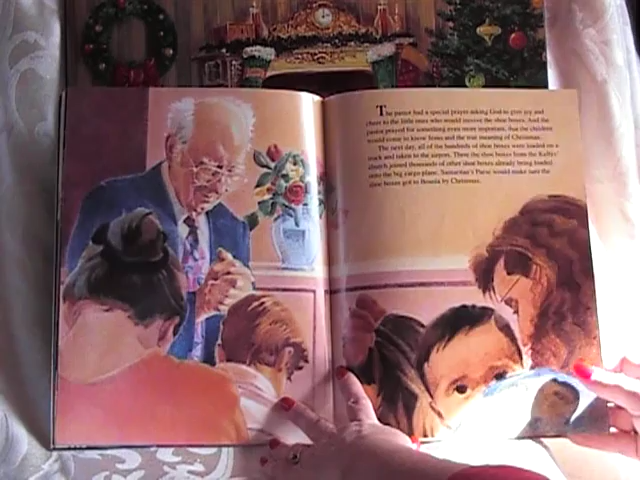 The pastor had a special prayer asking God to give joy and
cheer to the little ones who would receive the shoe boxes. And the
pastor prayed for something even more important, that the children
would come to know Jesus and the true meaning of Christmas.
The next day, all of the hundreds of shoe boxes were loaded on a
truck and taken to the airport. There the shoe boxes from the Kelleys'
church joined thousands of other shoe boxes already being loaded
onto the big cargo plane. Samaritan's Purse would make sure the
shoe boxes got to Bosnia by Christmas.